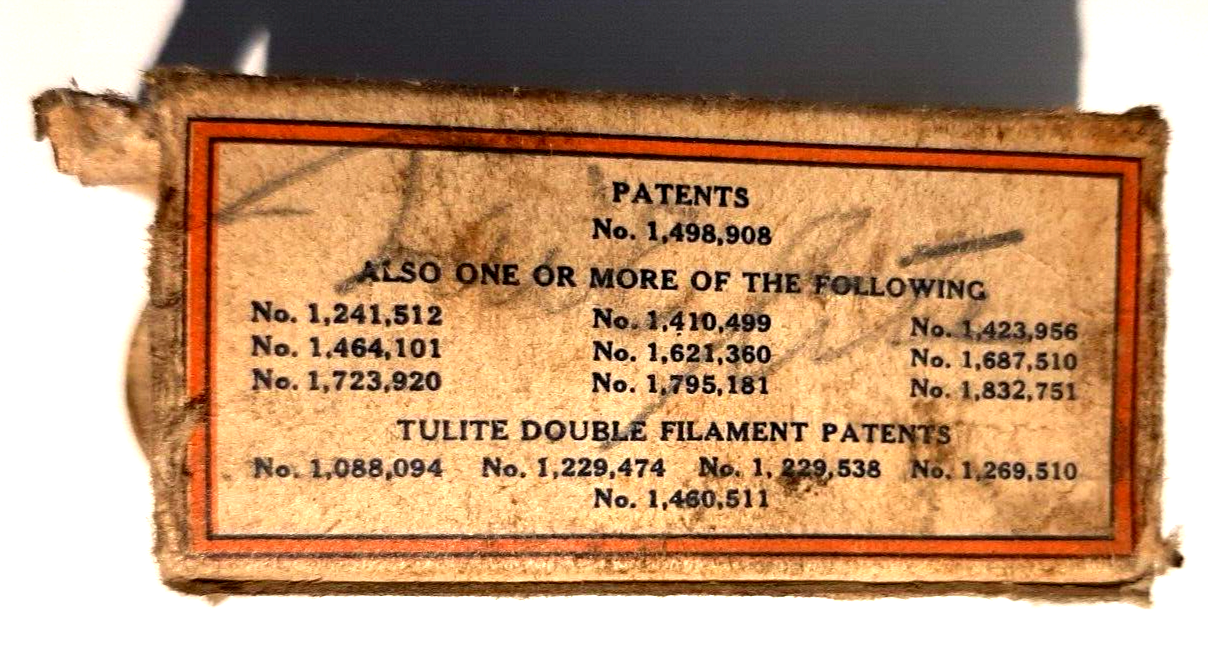 PATENTS
No. 1,498,908
ALSO ONE OR MORE OF THE FOLLOWING
No. 1,241,512 No. 1,410,499 No. 1,423,956
No. 1,464,101 No. 1,621,360 No. 1,687,510
No. 1,723,920 No. 1,795,181 No. 1,832,751
TULITE DOUBLE FILAMENT PATENTS
No. 1,088,094 No. 1,229,474 No. 1, 229,538 No. 1,269,510
No. 1,460,511